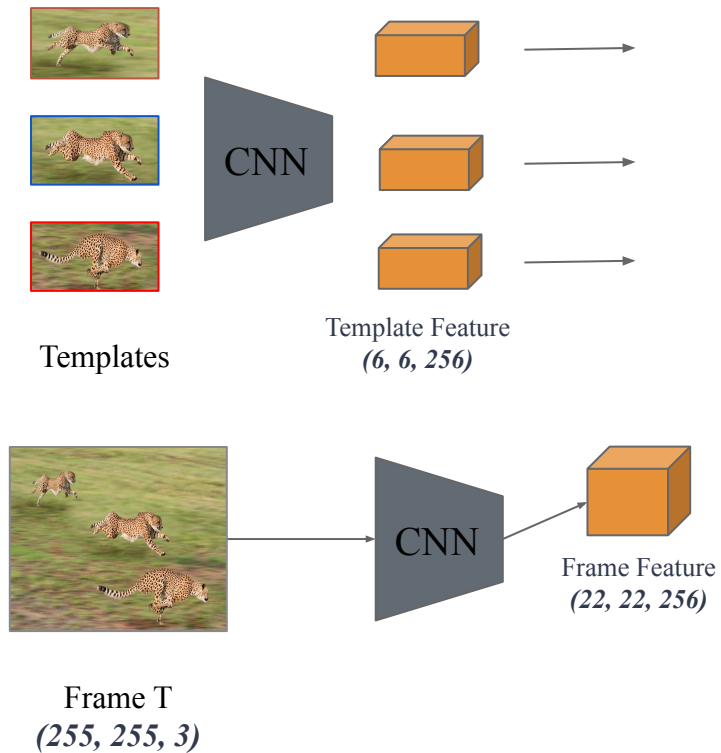 CNN
Template Feature
(6, 6, 256)
Templates
CNN
Frame Feature
(22, 22, 256)
Frame T
(255, 255, 3)